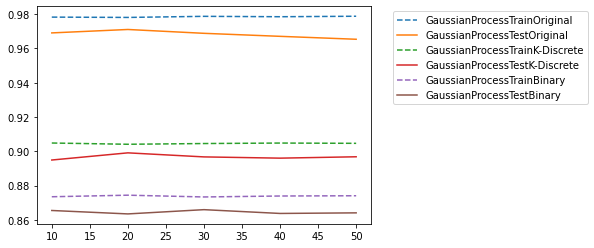 0.98
0.96
0.94
0.92
0.90
0.88
0.86
10 15 20 25 30 35 40 45 50
GaussianProcessTrainOriginal
GaussianProcessTestOriginal
GaussianProcessTrainK-Discrete
GaussianProcessTestK-Discrete
GaussianProcessTrainBinary
GaussianProcessTestBinary